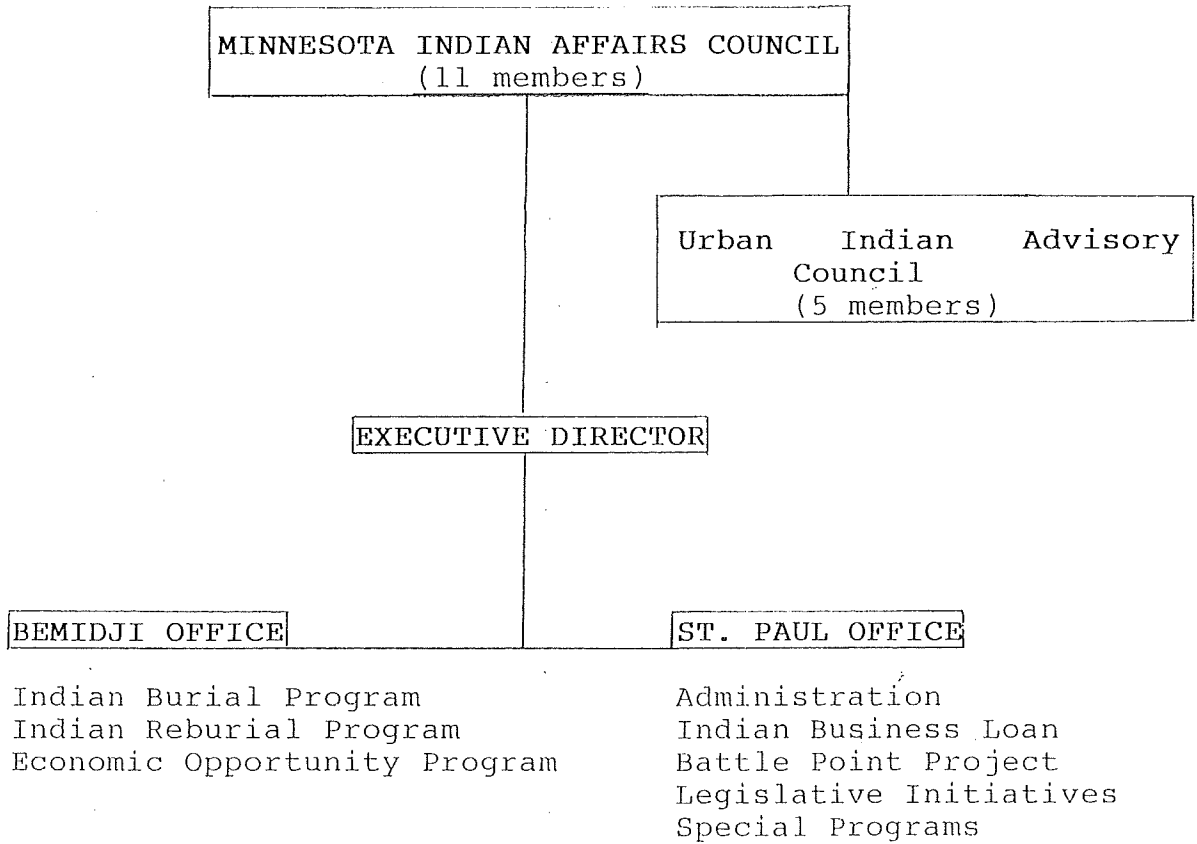 MINNESOTA INDIAN AFFAIRS COUNCIL
(11 members)
Urban Indian Advisory
Council
(5 members)
EXECUTIVE DIRECTOR
BEMIDJI OFFICE
Indian Burial Program
Indian Reburial Program
Economic Opportunity Program
ST. PAUL OFFICE
Administration
Indian Business Loan
Battle Point Project
Legislative Initiatives
Special Programs